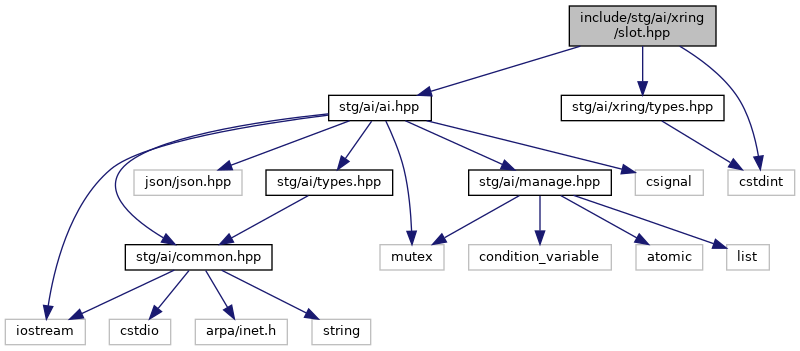 include/stg/ai/xring
/slot.hpp
stg/ai/ai.hpp
stg/ai/xring/types.hpp
json/json.hpp
stg/ai/types.hpp
stg/ai/manage.hpp
csignal
cstdint
stg/ai/common.hpp
mutex
condition_variable
atomic
list
iostream
cstdio
arpa/inet.h
string